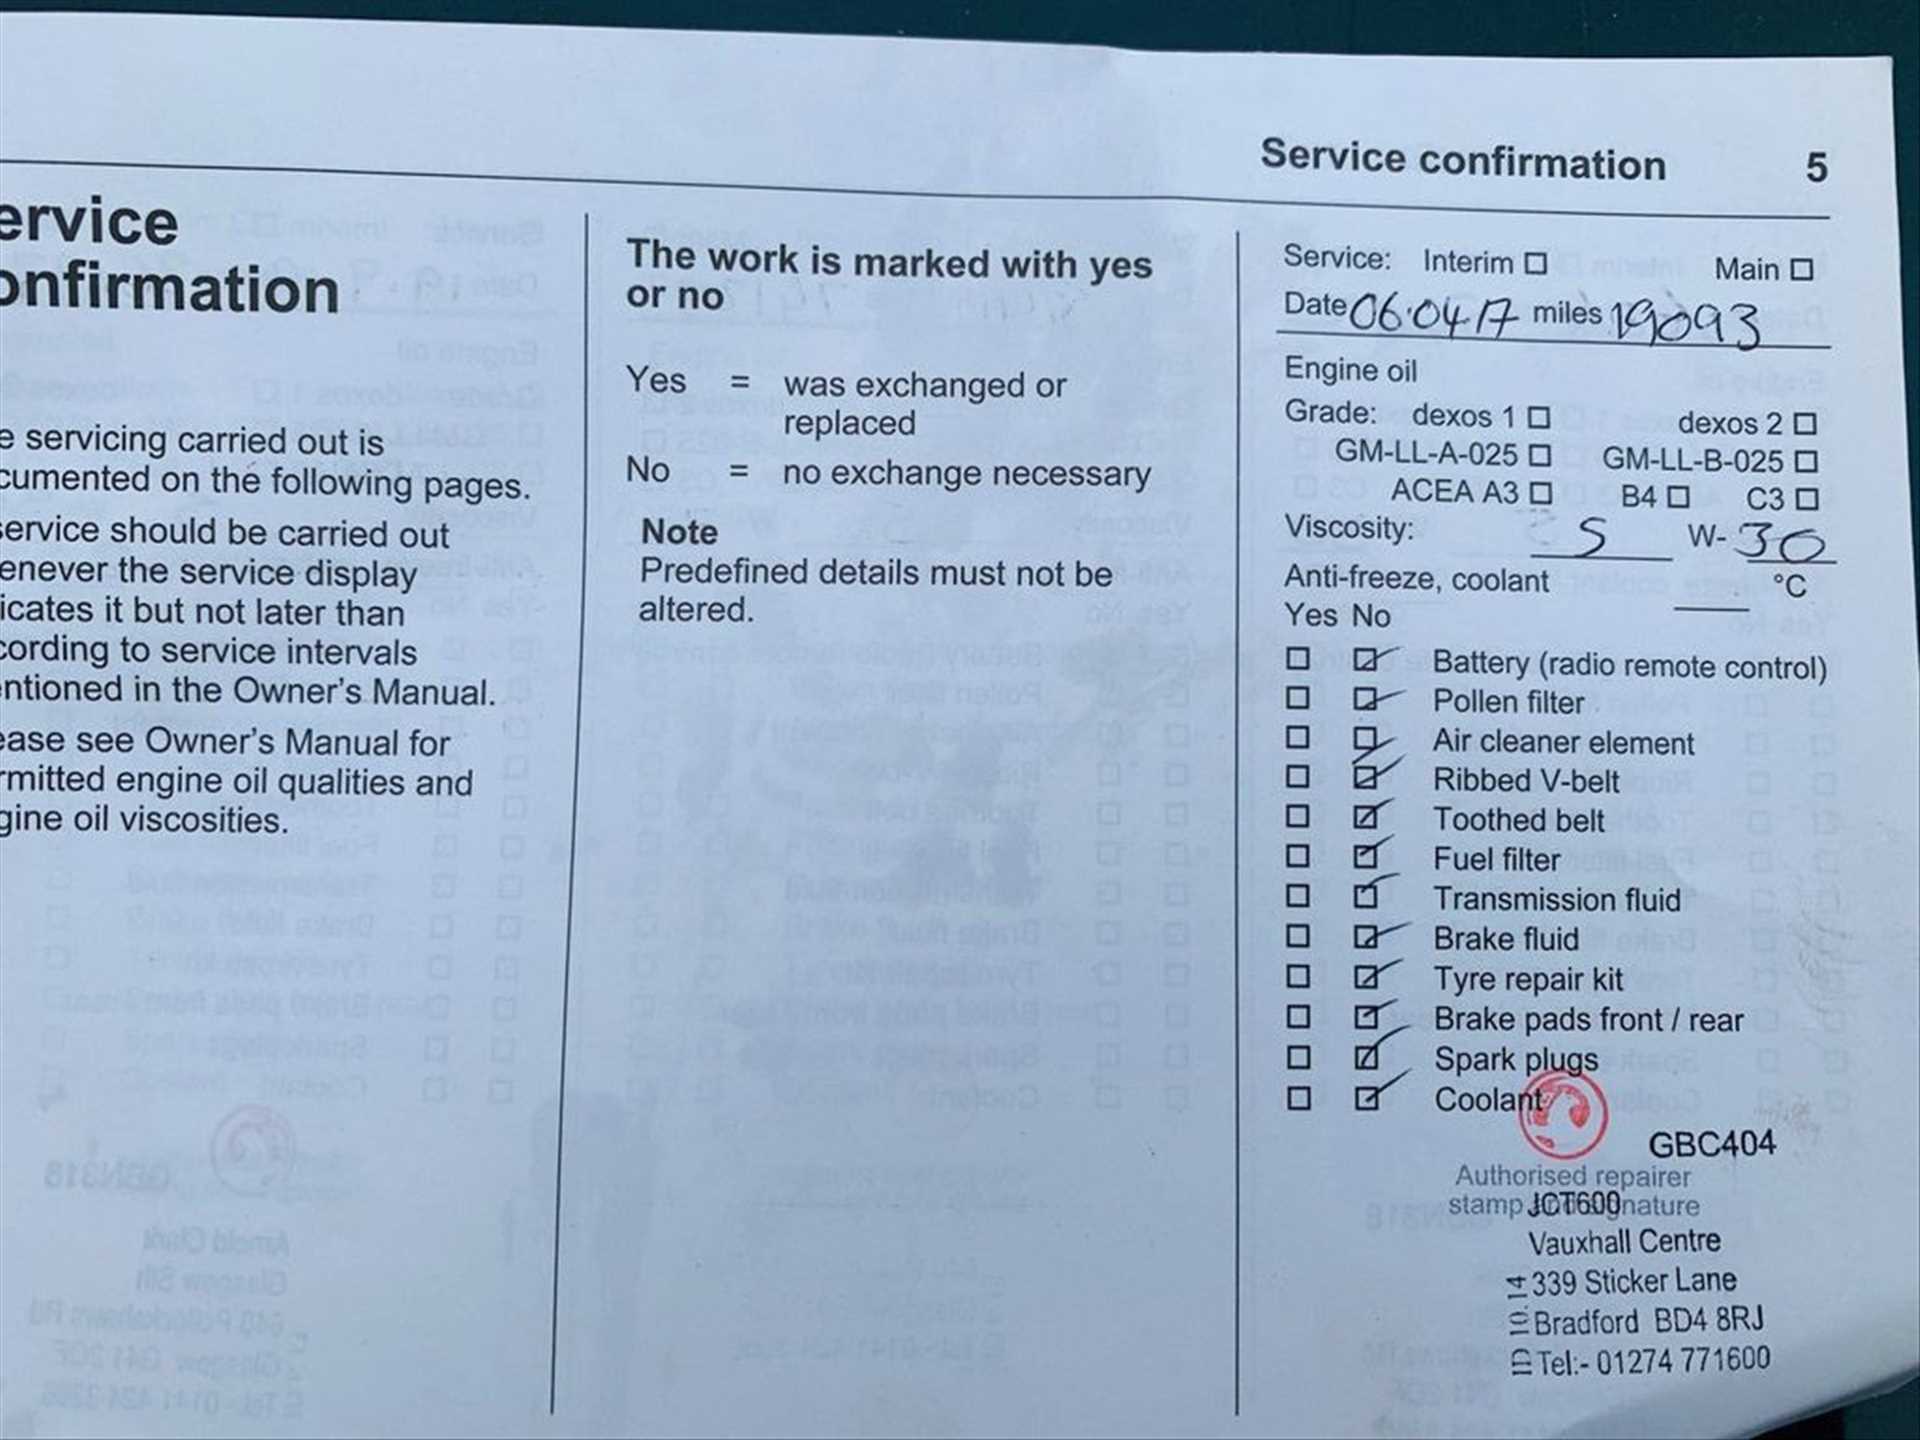 Service confirmation 5
ervice
onfirmation
e servicing carried out is
cumented on the following pages.
service should be carried out
enever the service display
icates it but not later than
cording to service intervals
entioned in the Owner's Manual.
ease see Owner's Manual for
rmitted engine oil qualities and
gine oil viscosities.
The work is marked with yes
or no
Yes = was exchanged or
replaced
No = no exchange necessary
Note
Predefined details must not be
altered.
Service: Interim Main
Date 06.04.17 miles 19093
Engine oil
Grade: dexos 1 dexos 2
GM-LL-A-025 GM-LL-B-025
ACEA A3 B4 C3
Viscosity: 5 W- 30
Anti-freeze, coolant °C
Yes No
Battery (radio remote control)
Pollen filter
Air cleaner element
Ribbed V-belt
Toothed belt
Fuel filter
Transmission fluid
Brake fluid
Tyre repair kit
Brake pads front / rear
Spark plugs
Coolant
GBC404
Authorised repairer
stamp and signature
JCT600
Vauxhall Centre
339 Sticker Lane
Bradford BD4 8RJ
Tel:- 01274 771600
ID 10.14